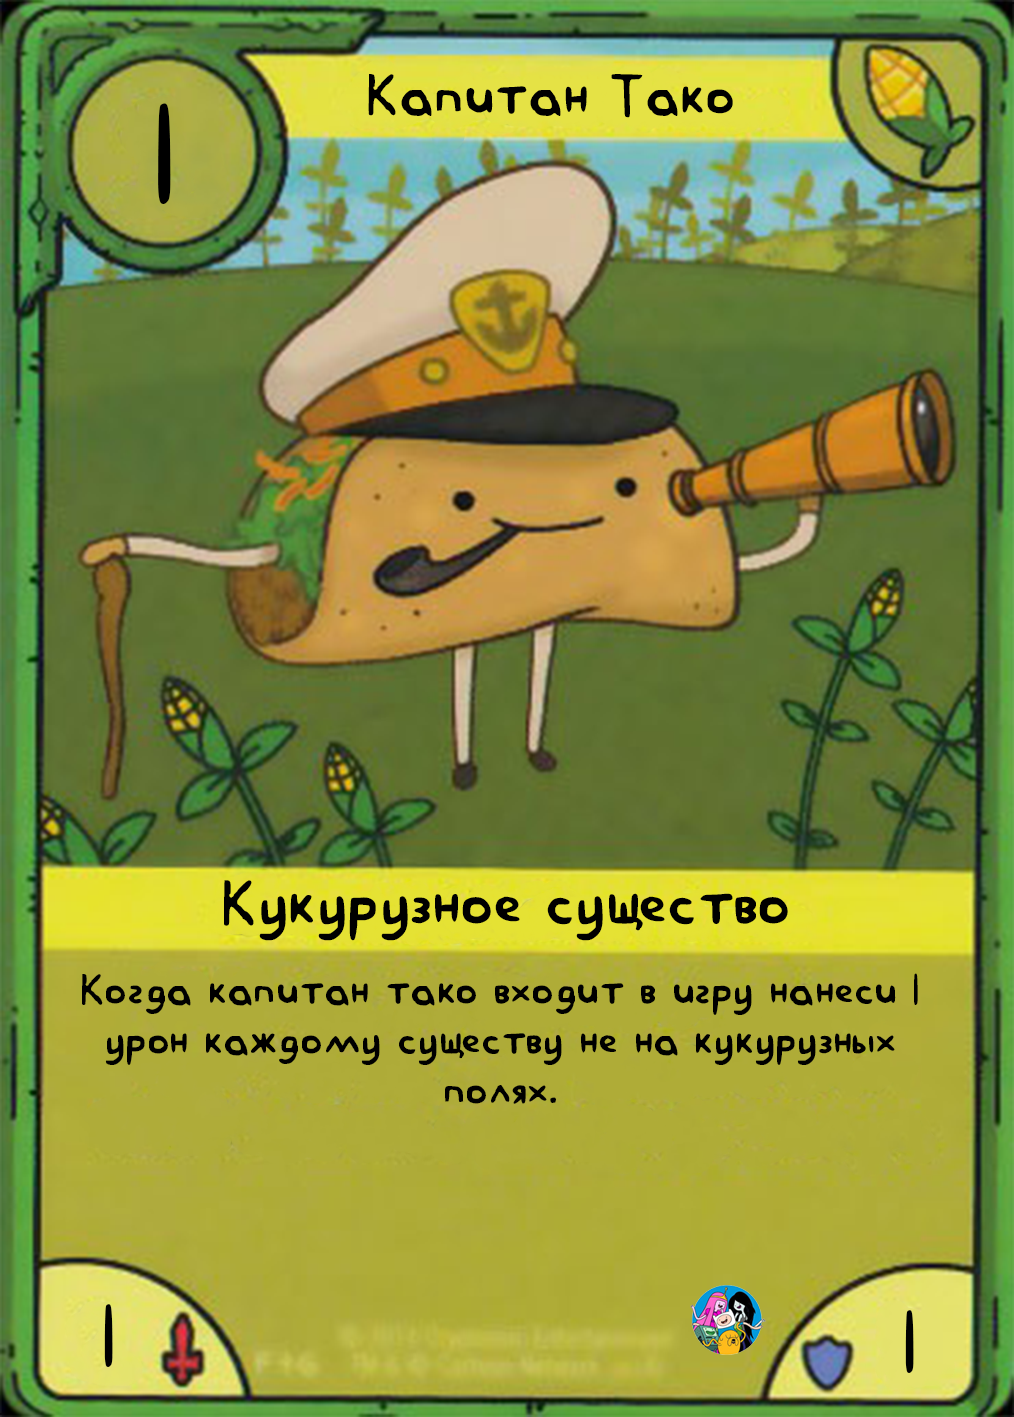 1
Капитан Тако
Кукурузное существо
Когда капитан тако входит в игру нанеси 1
урон каждому существу не на кукурузных
полях.
1
1